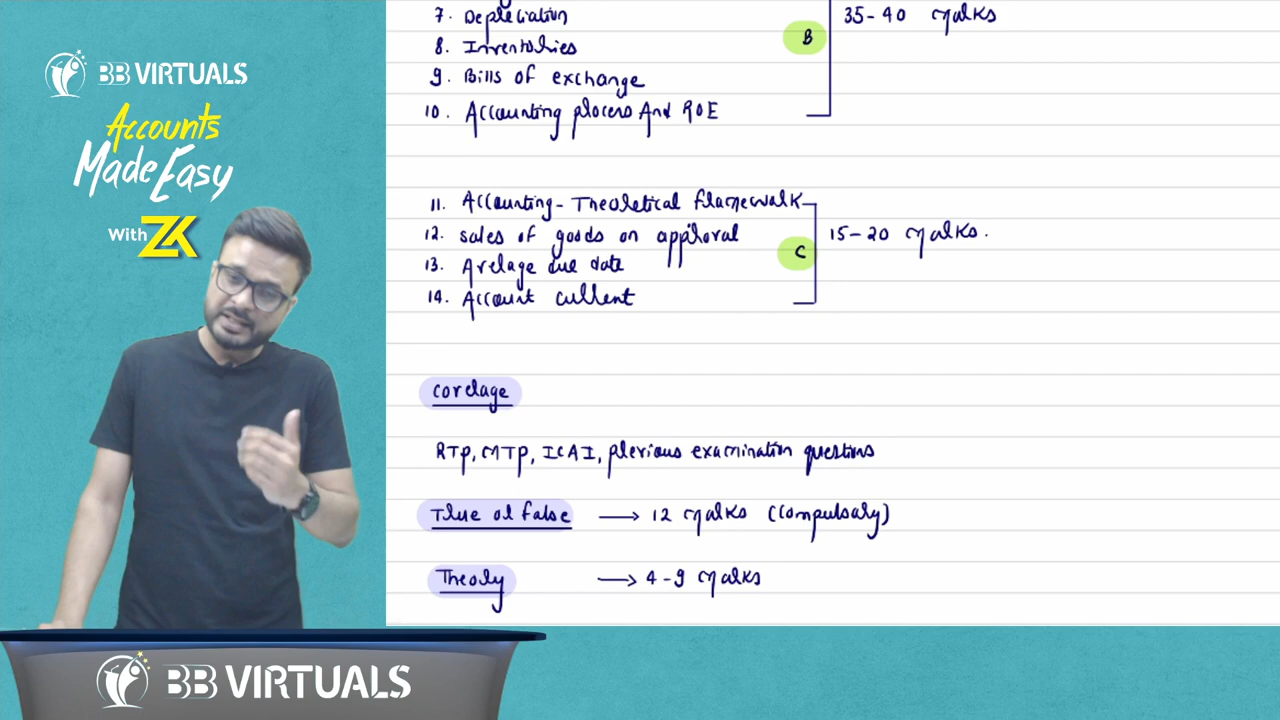 BB VIRTUALS
Accounts
Made Easy
With ZK
7. Depreciation
8. Inventories
9. Bills of exchange
10. Accounting process And ROE
B
35-40 marks
11. Accounting - Theoretical framework
12. sales of goods on approval
13. Average due date
14. Account current
C
15-20 marks.
coverage
RTP, MTP, ICAI, previous examination questions
True or false → 12 marks (compulsory)
Theory → 4-9 marks
BB VIRTUALS